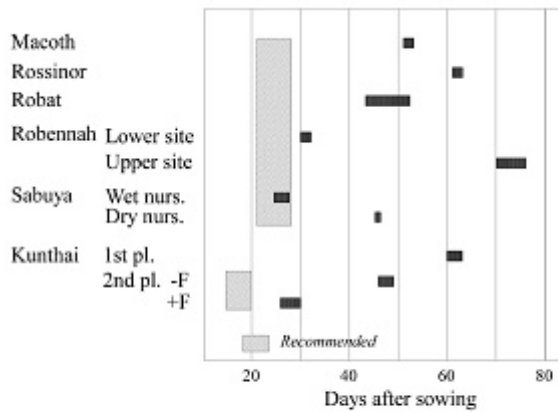 Macoth
Rossinor
Robat
Robennah Lower site
Upper site
Sabuya Wet nurs.
Dry nurs.
Kunthai 1st pl.
2nd pl. -F
+F
Recommended
20 40 60 80
Days after sowing